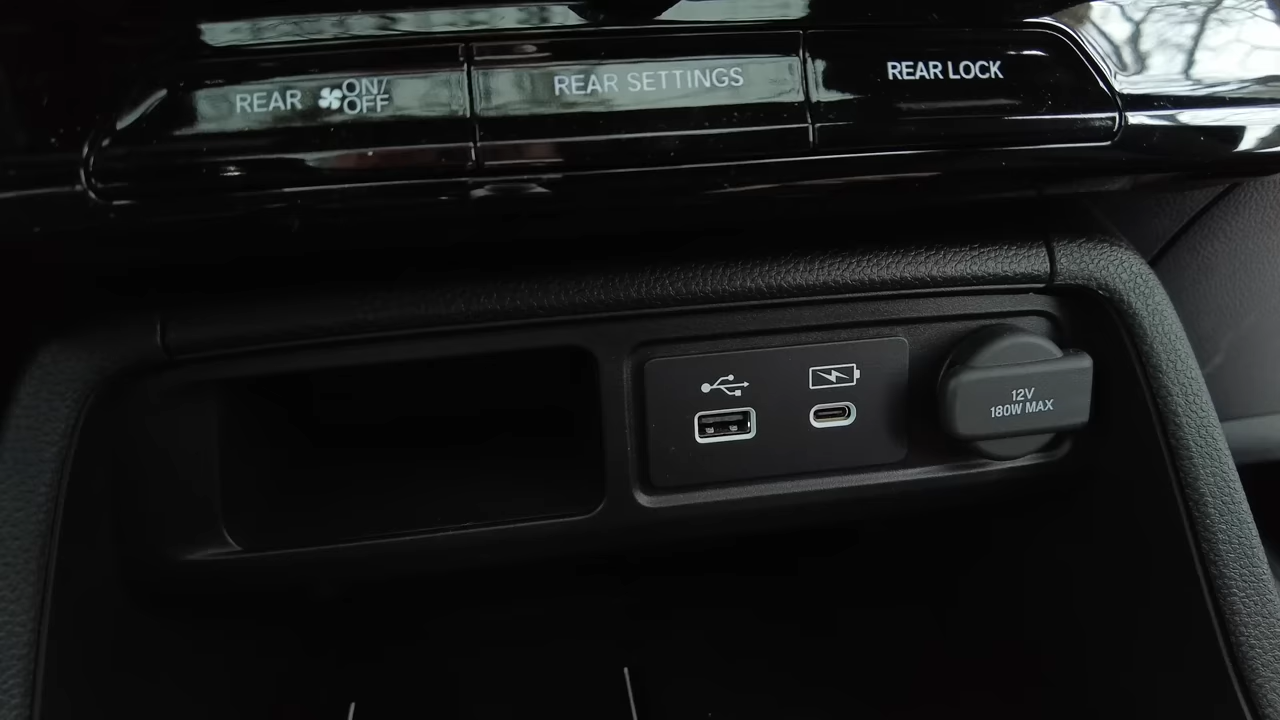 REAR ON/
OFF
REAR SETTINGS
REAR LOCK
12V
180W MAX